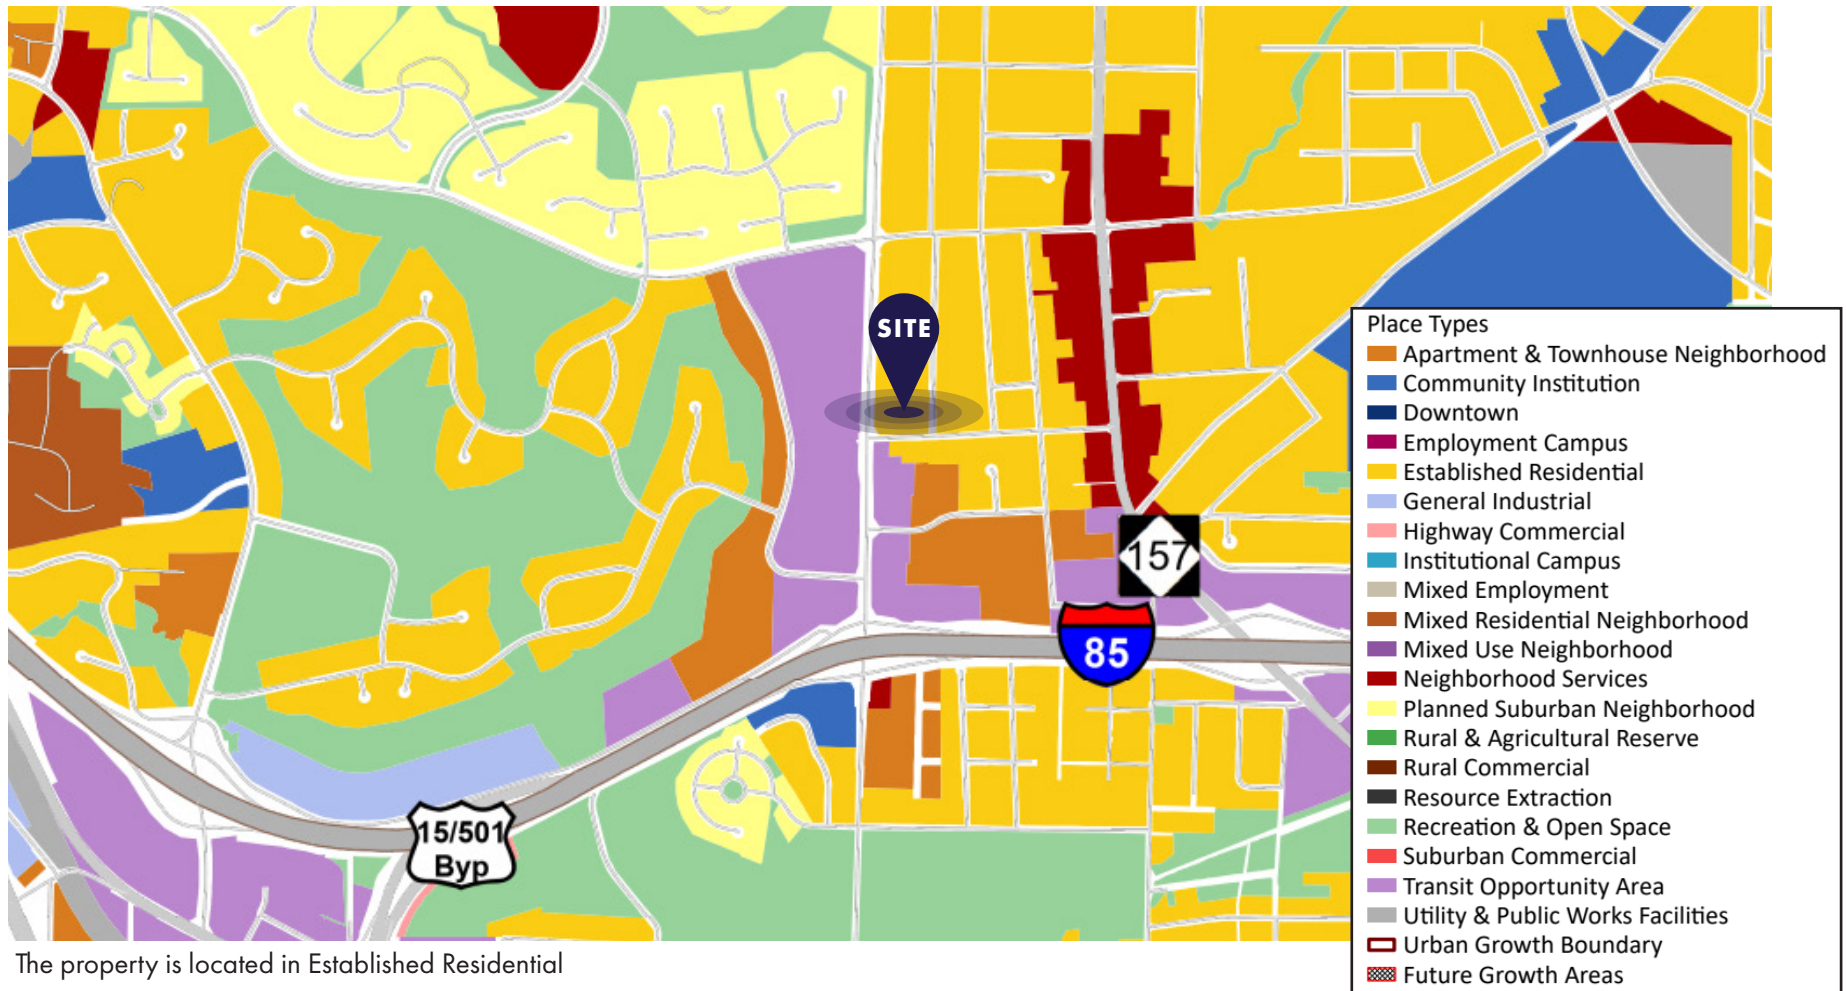 SITE
157
85
15/501
Byp
Place Types
Apartment & Townhouse Neighborhood
Community Institution
Downtown
Employment Campus
Established Residential
General Industrial
Highway Commercial
Institutional Campus
Mixed Employment
Mixed Residential Neighborhood
Mixed Use Neighborhood
Neighborhood Services
Planned Suburban Neighborhood
Rural & Agricultural Reserve
Rural Commercial
Resource Extraction
Recreation & Open Space
Suburban Commercial
Transit Opportunity Area
Utility & Public Works Facilities
Urban Growth Boundary
Future Growth Areas
The property is located in Established Residential